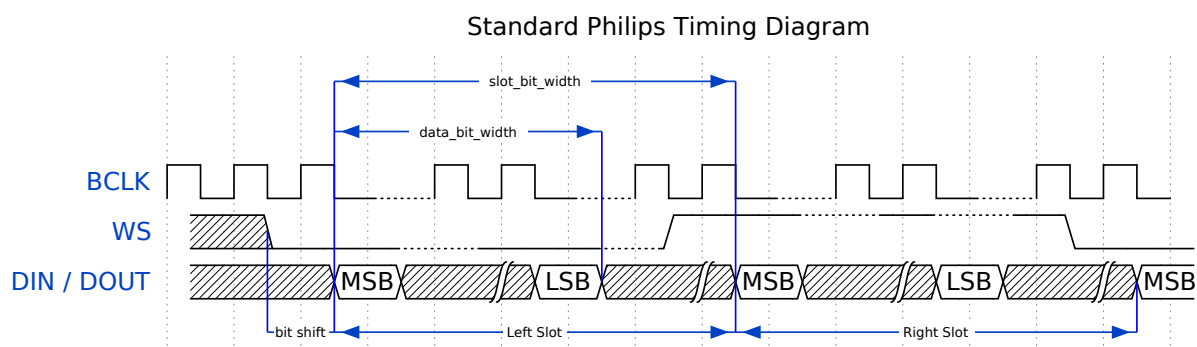 Standard Philips Timing Diagram
slot_bit_width
data_bit_width
BCLK
WS
DIN / DOUT
MSB
LSB
MSB
LSB
MSB
bit shift
Left Slot
Right Slot